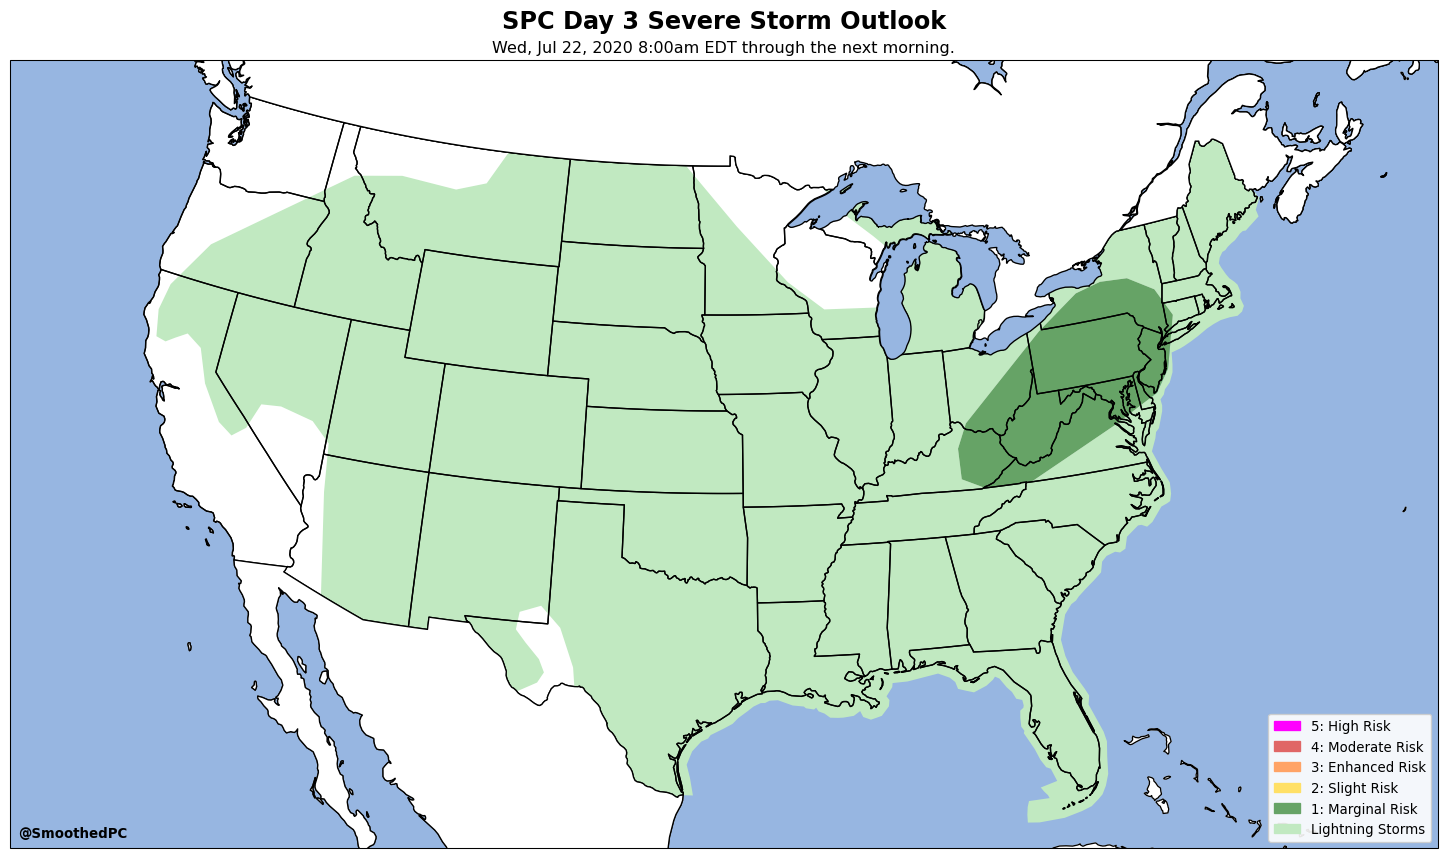 SPC Day 3 Severe Storm Outlook
Wed, Jul 22, 2020 8:00am EDT through the next morning.
5: High Risk
4: Moderate Risk
3: Enhanced Risk
2: Slight Risk
1: Marginal Risk
Lightning Storms
@SmoothedPC